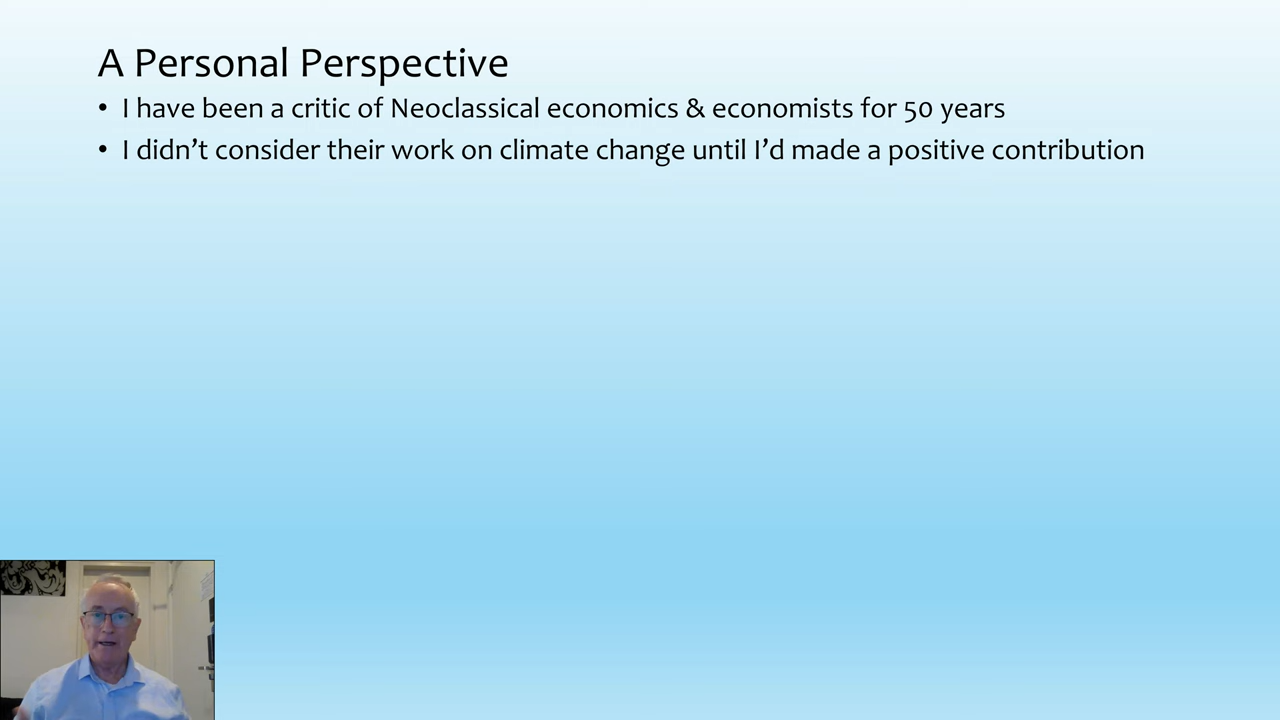 A Personal Perspective
• I have been a critic of Neoclassical economics & economists for 50 years
• I didn’t consider their work on climate change until I’d made a positive contribution